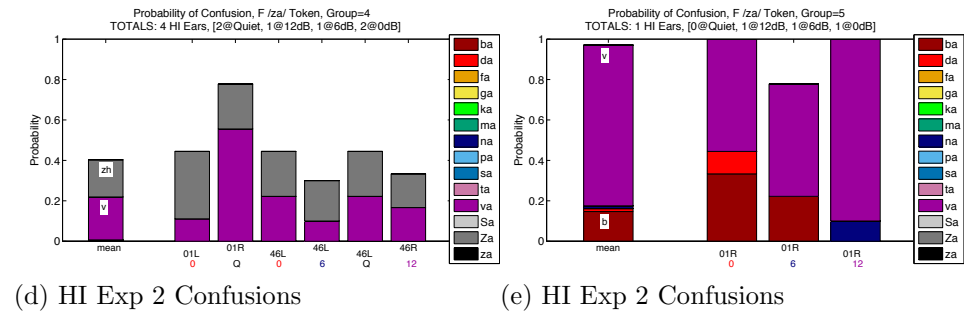 Probability of Confusion, F /za/ Token, Group=4
TOTALS: 4 HI Ears, [2@Quiet, 1@12dB, 1@6dB, 2@0dB]
1
0.8
0.6
0.4
0.2
0
Probability
zh
v
mean
01L
0
01R
Q
46L
0
46L
6
46L
Q
46R
12
ba
da
fa
ga
ka
ma
na
pa
sa
ta
va
Sa
Za
za
(d) HI Exp 2 Confusions
Probability of Confusion, F /za/ Token, Group=5
TOTALS: 1 HI Ears, [0@Quiet, 1@12dB, 1@6dB, 1@0dB]
1
0.8
0.6
0.4
0.2
0
Probability
v
b
mean
01R
0
01R
6
01R
12
ba
da
fa
ga
ka
ma
na
pa
sa
ta
va
Sa
Za
za
(e) HI Exp 2 Confusions